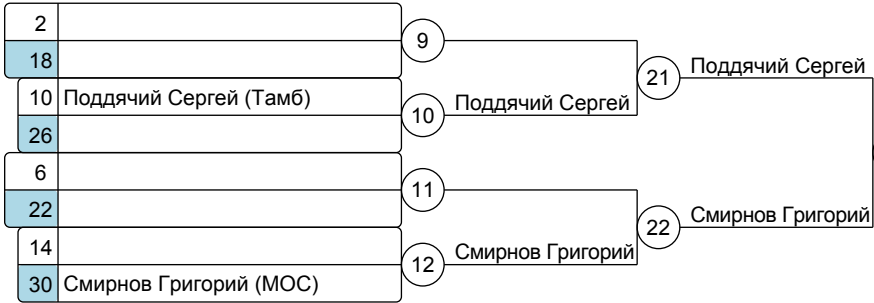 2
9
18
21 Поддячий Сергей
10 Поддячий Сергей (Тамб)
10 Поддячий Сергей
26
6
11
22
22 Смирнов Григорий
14
12 Смирнов Григорий
30 Смирнов Григорий (МОС)